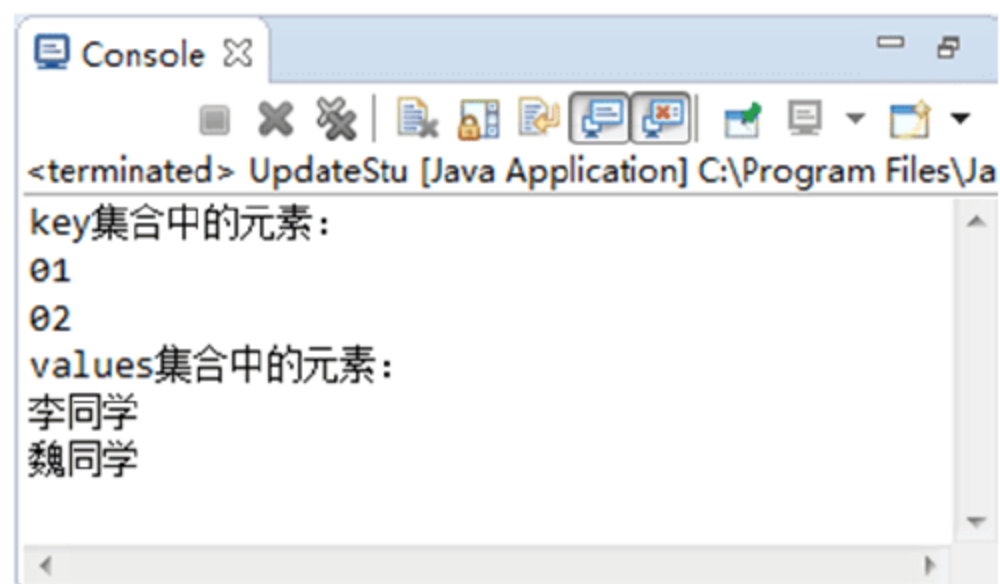 Console
<terminated> UpdateStu [Java Application] C:\Program Files\Ja
key集合中的元素：
01
02
values集合中的元素：
李同学
魏同学